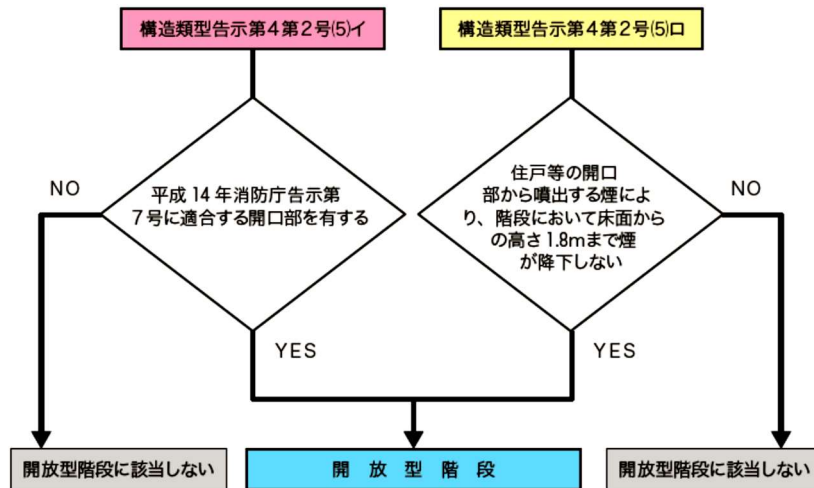 構造類型告示第4第2号(5)イ
構造類型告示第4第2号(5)ロ
平成14年消防庁告示第
7号に適合する開口部を有する
NO
YES
住戸等の開口
部から噴出する煙によ
り、階段において床面から
の高さ1.8mまで煙
が降下しない
NO
YES
開放型階段に該当しない
開放型階段
開放型階段に該当しない